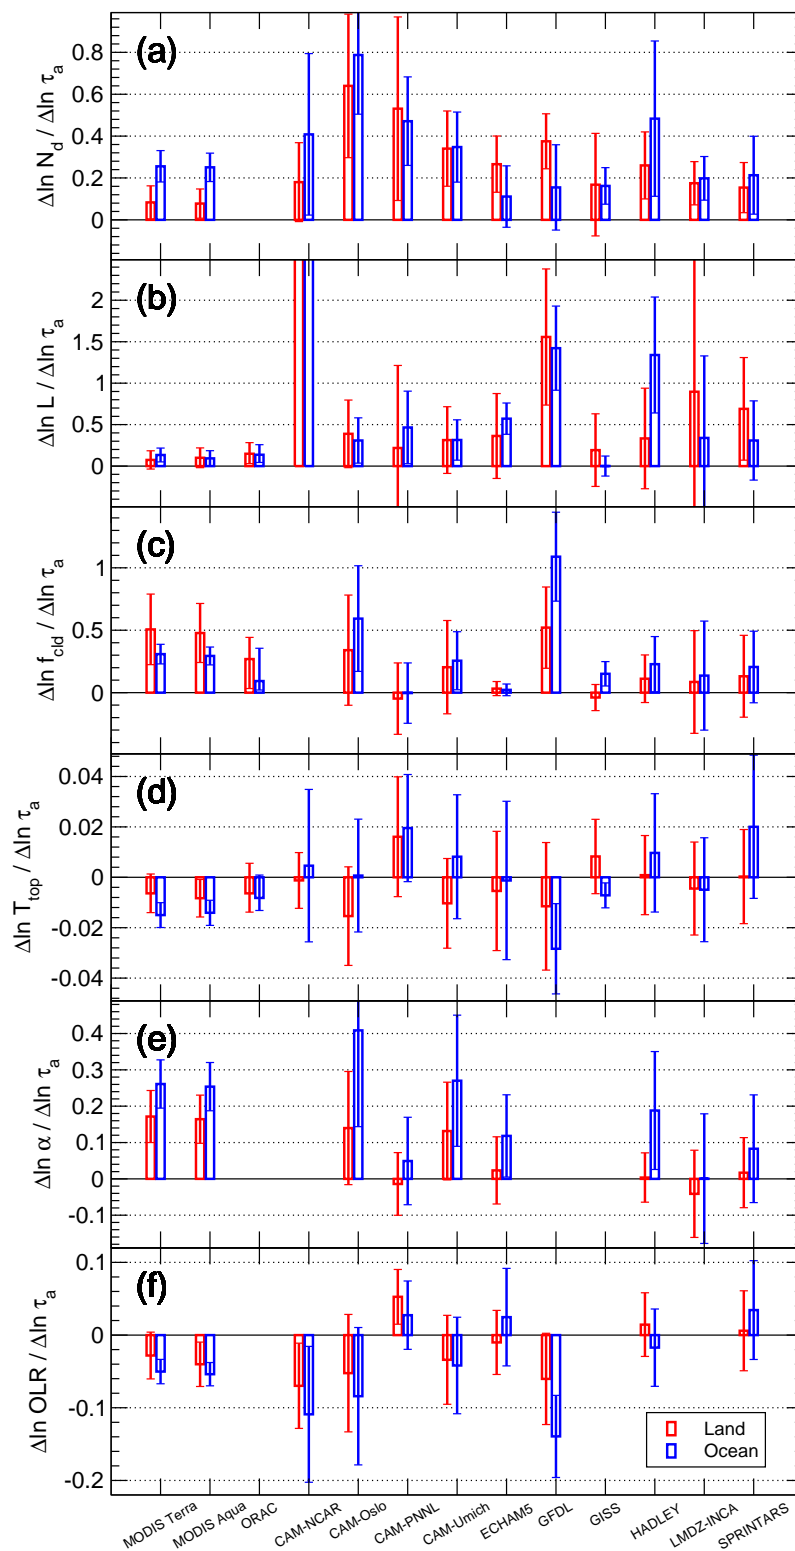 (a)
Δln N_d / Δln τ_a
0.8
0.6
0.4
0.2
0
(b)
Δln L / Δln τ_a
2
1.5
1
0.5
0
(c)
Δln f_cld / Δln τ_a
1
0.5
0
(d)
Δln T_top / Δln τ_a
0.04
0.02
0
-0.02
-0.04
(e)
Δln α / Δln τ_a
0.4
0.3
0.2
0.1
0
-0.1
(f)
Δln OLR / Δln τ_a
0.1
0
-0.1
-0.2
Land
Ocean
MODIS Terra
MODIS Aqua
ORAC
CAM-NCAR
CAM-Oslo
CAM-PNNL
CAM-Umich
ECHAM5
GFDL
GISS
HADLEY
LMDZ-INCA
SPRINTARS